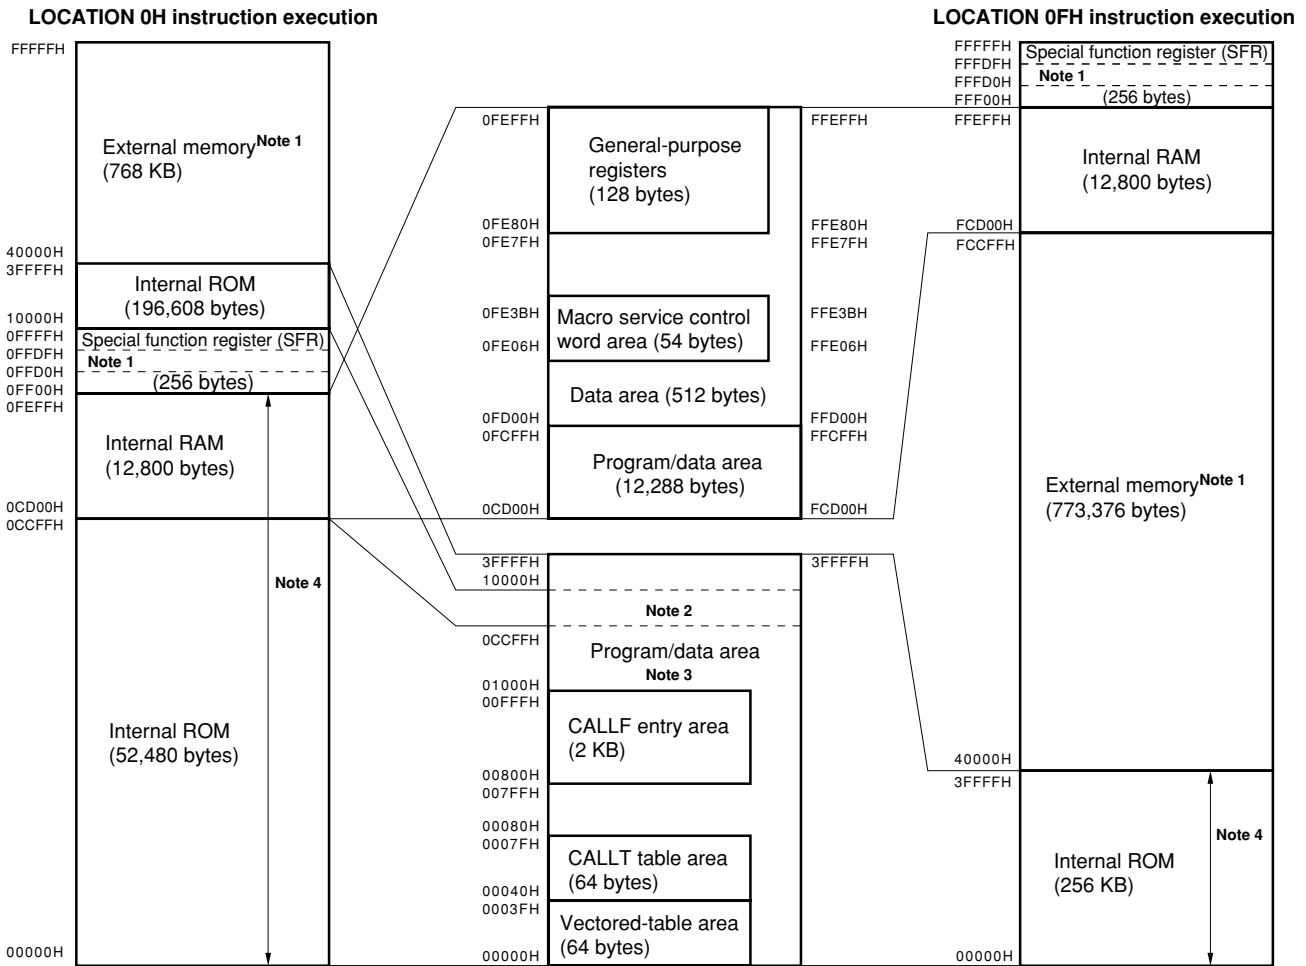 LOCATION 0H instruction execution
FFFFFH
External memory Note 1
(768 KB)
40000H
3FFFFH
Internal ROM
(196,608 bytes)
10000H
0FFFFH
Special function register (SFR)
0FFDFH
Note 1
0FFD0H
(256 bytes)
0FF00H
0FEFFH
Internal RAM
(12,800 bytes)
0CD00H
0CCFFH
Note 4
Internal ROM
(52,480 bytes)
00000H
0FEFFH
General-purpose
registers
(128 bytes)
0FE80H
0FE7FH
0FE3BH
Macro service control
word area (54 bytes)
0FE06H
Data area (512 bytes)
0FD00H
0FCFFH
Program/data area
(12,288 bytes)
0CD00H
FFEFFH
FFE80H
FFE7FH
FFE3BH
FFE06H
FFD00H
FFCFFH
FCD00H
3FFFFH
3FFFFH
10000H
Note 2
0CCFFH
Program/data area
Note 3
01000H
00FFFH
CALLF entry area
(2 KB)
00800H
007FFH
00080H
0007FH
CALLT table area
(64 bytes)
00040H
0003FH
Vectored-table area
(64 bytes)
00000H
LOCATION 0FH instruction execution
FFFFFH
Special function register (SFR)
FFFDFH
Note 1
FFFD0H
(256 bytes)
FFF00H
FFEFFH
Internal RAM
(12,800 bytes)
FCD00H
FCCFFH
External memory Note 1
(773,376 bytes)
40000H
3FFFFH
Note 4
Internal ROM
(256 KB)
00000H